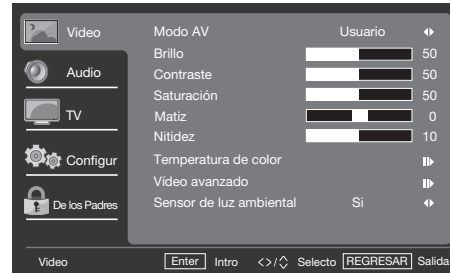 Video
Audio
TV
Configur
De los Padres
Modo AV Usuario
Brillo 50
Contraste 50
Saturación 50
Matiz 0
Nitidez 10
Temperatura de color
Vídeo avanzado
Sensor de luz ambiental Si
Video Enter Intro <>/ Selecto REGRESAR Salida